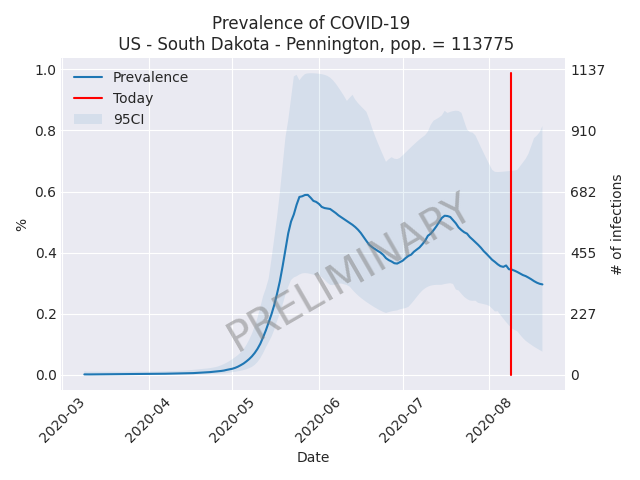 Prevalence of COVID-19
US - South Dakota - Pennington, pop. = 113775
Prevalence
Today
95CI
PRELIMINARY
1.0
0.8
0.6
0.4
0.2
0.0
%
1137
910
682
455
227
0
# of infections
2020-03
2020-04
2020-05
2020-06
2020-07
2020-08
Date